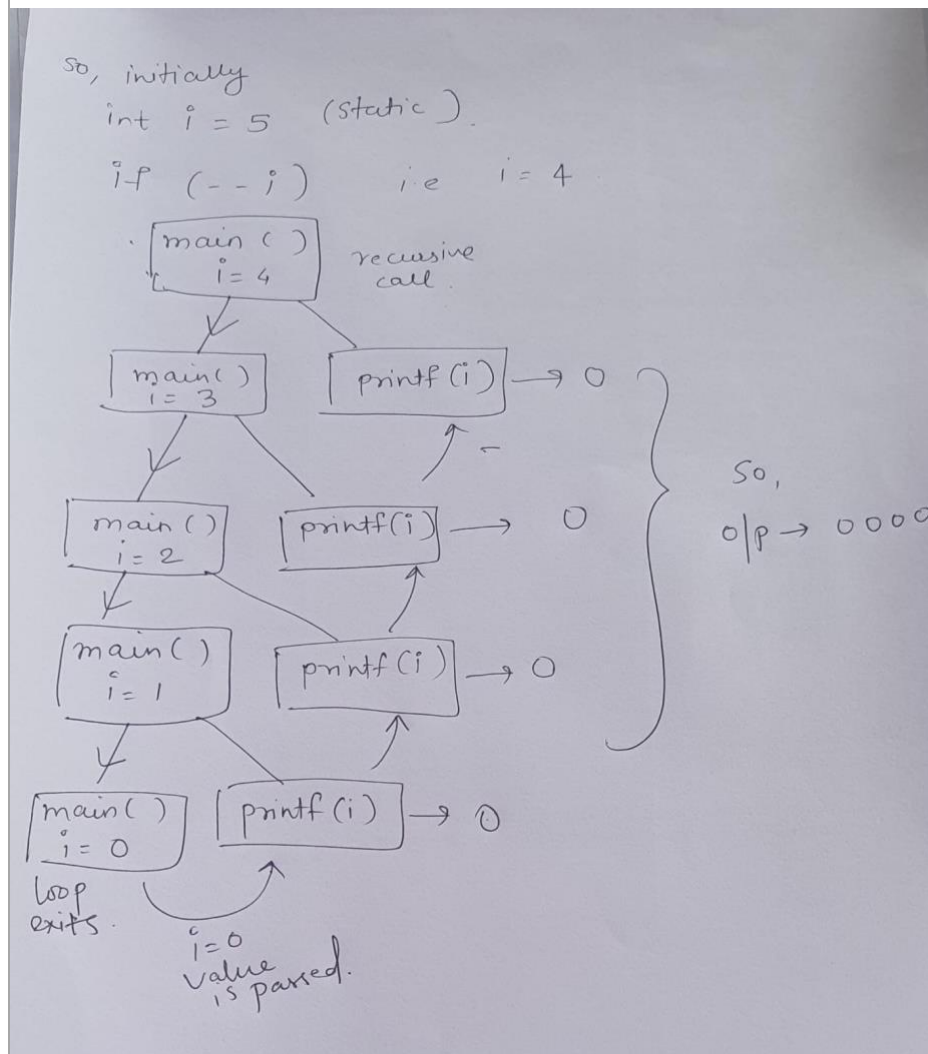 so, initially
int i = 5 (static).
if (--i) i.e i = 4
main ()
i = 4
recursive
call.
main()
i = 3
printf (i) → 0
main ()
i = 2
printf(i) → 0
So,
o/p → 0000
main ()
i = 1
printf (i) → 0
main ()
i = 0
printf (i) → 0
loop
exits.
i=0
value
is passed.